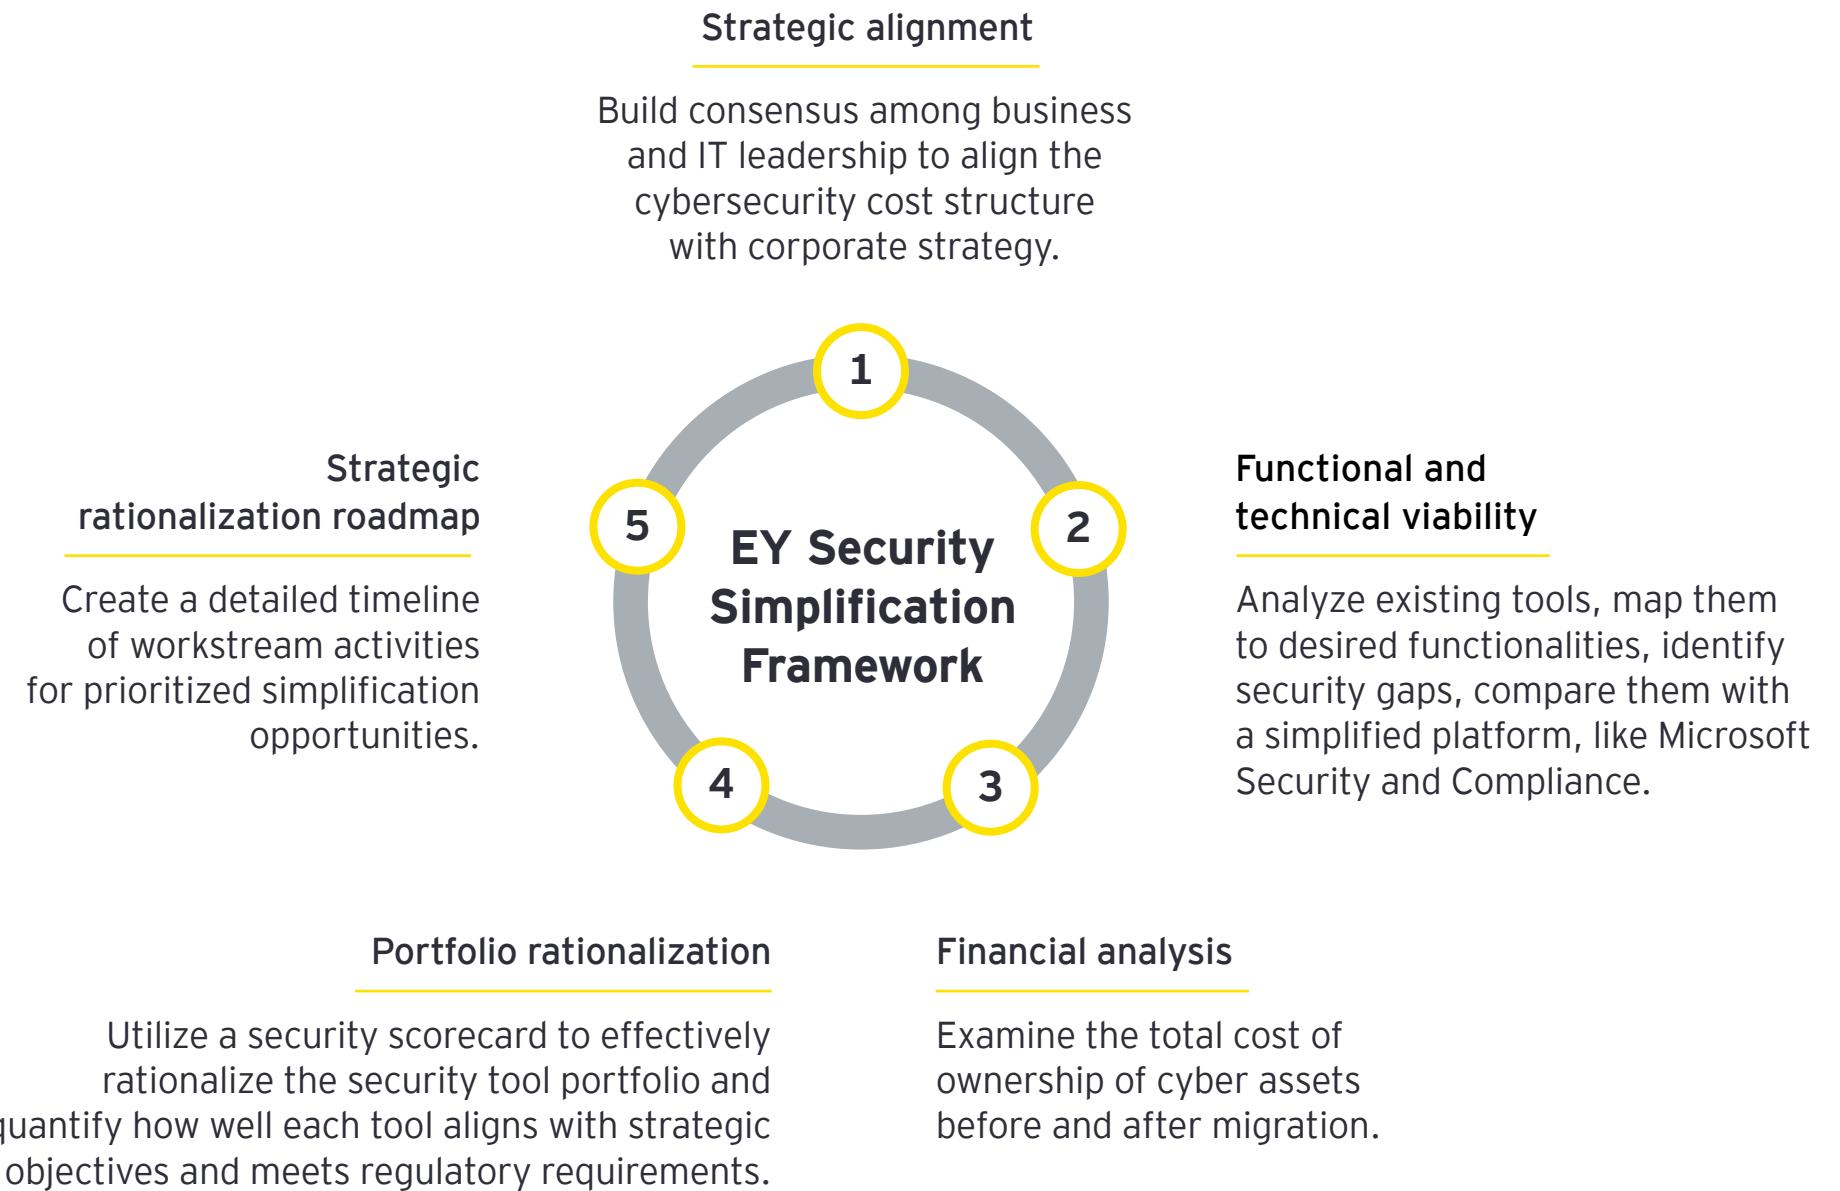 Strategic alignment
Build consensus among business
and IT leadership to align the
cybersecurity cost structure
with corporate strategy.
1
2
3
4
5
EY Security
Simplification
Framework
Functional and
technical viability
Analyze existing tools, map them
to desired functionalities, identify
security gaps, compare them with
a simplified platform, like Microsoft
Security and Compliance.
Financial analysis
Examine the total cost of
ownership of cyber assets
before and after migration.
Portfolio rationalization
Utilize a security scorecard to effectively
rationalize the security tool portfolio and
quantify how well each tool aligns with strategic
objectives and meets regulatory requirements.
Strategic
rationalization roadmap
Create a detailed timeline
of workstream activities
for prioritized simplification
opportunities.